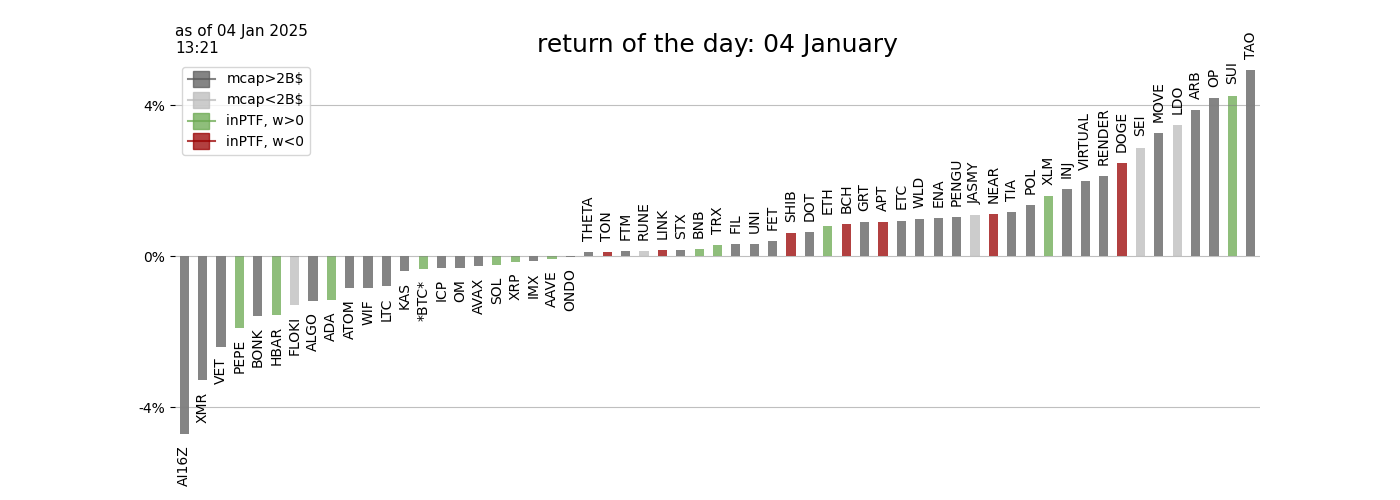 as of 04 Jan 2025
13:21
return of the day: 04 January
mcap>2B$
mcap<2B$
inPTF, w>0
inPTF, w<0
4%
0%
-4%
AI16Z
XMR
VET
PEPE
BONK
HBAR
FLOKI
ALGO
ADA
ATOM
WIF
LTC
KAS
*BTC*
ICP
OM
AVAX
SOL
XRP
IMX
AAVE
ONDO
THETA
TON
FTM
RUNE
LINK
STX
BNB
TRX
FIL
UNI
FET
SHIB
DOT
ETH
BCH
GRT
APT
ETC
WLD
ENA
PENGU
JASMY
NEAR
TIA
POL
XLM
INJ
VIRTUAL
RENDER
DOGE
SEI
MOVE
LDO
ARB
OP
SUI
TAO